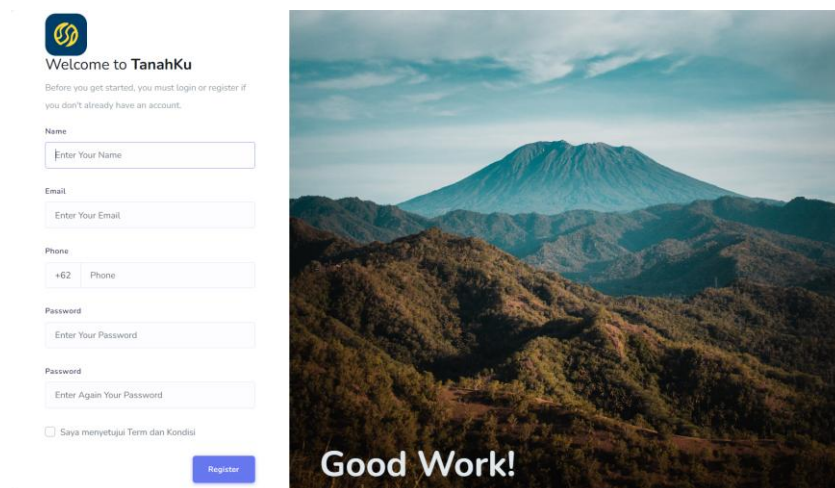 Welcome to TanahKu
Before you get started, you must login or register if
you don't already have an account.
Name
Enter Your Name
Email
Enter Your Email
Phone
+62 Phone
Password
Enter Your Password
Password
Enter Again Your Password
Saya menyetujui Term dan Kondisi
Register
Good Work!